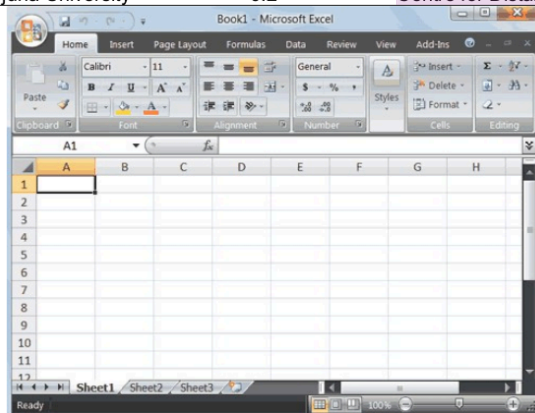 Book1 - Microsoft Excel
Home Insert Page Layout Formulas Data Review View Add-Ins
Paste
Calibri 11
B I U A A
A
General
$ % ,
Styles
Insert
Delete
Format
Σ
Clipboard Font Alignment Number Cells Editing
A1 fx
A B C D E F G H
1
2
3
4
5
6
7
8
9
10
11
12
Sheet1 Sheet2 Sheet3
Ready 100%